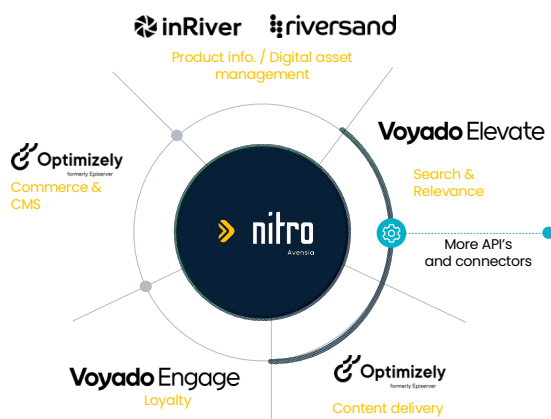 inRiver riversand
Product info. / Digital asset
management
Voyado Elevate
Search &
Relevance
Optimizely
formerly Episerver
Commerce &
CMS
nitro
Avensia
More API's
and connectors
Voyado Engage
Loyalty
Optimizely
formerly Episerver
Content delivery